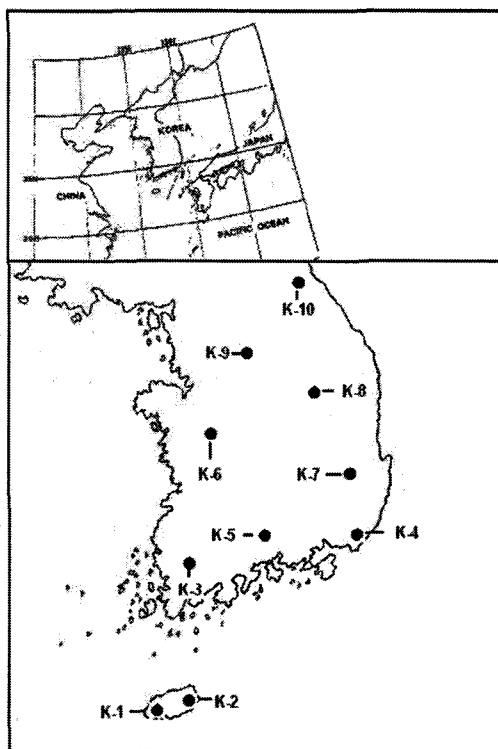 KOREA
JAPAN
CHINA
PACIFIC OCEAN
K-10
K-9
K-8
K-6
K-7
K-5
K-4
K-3
K-2
K-1